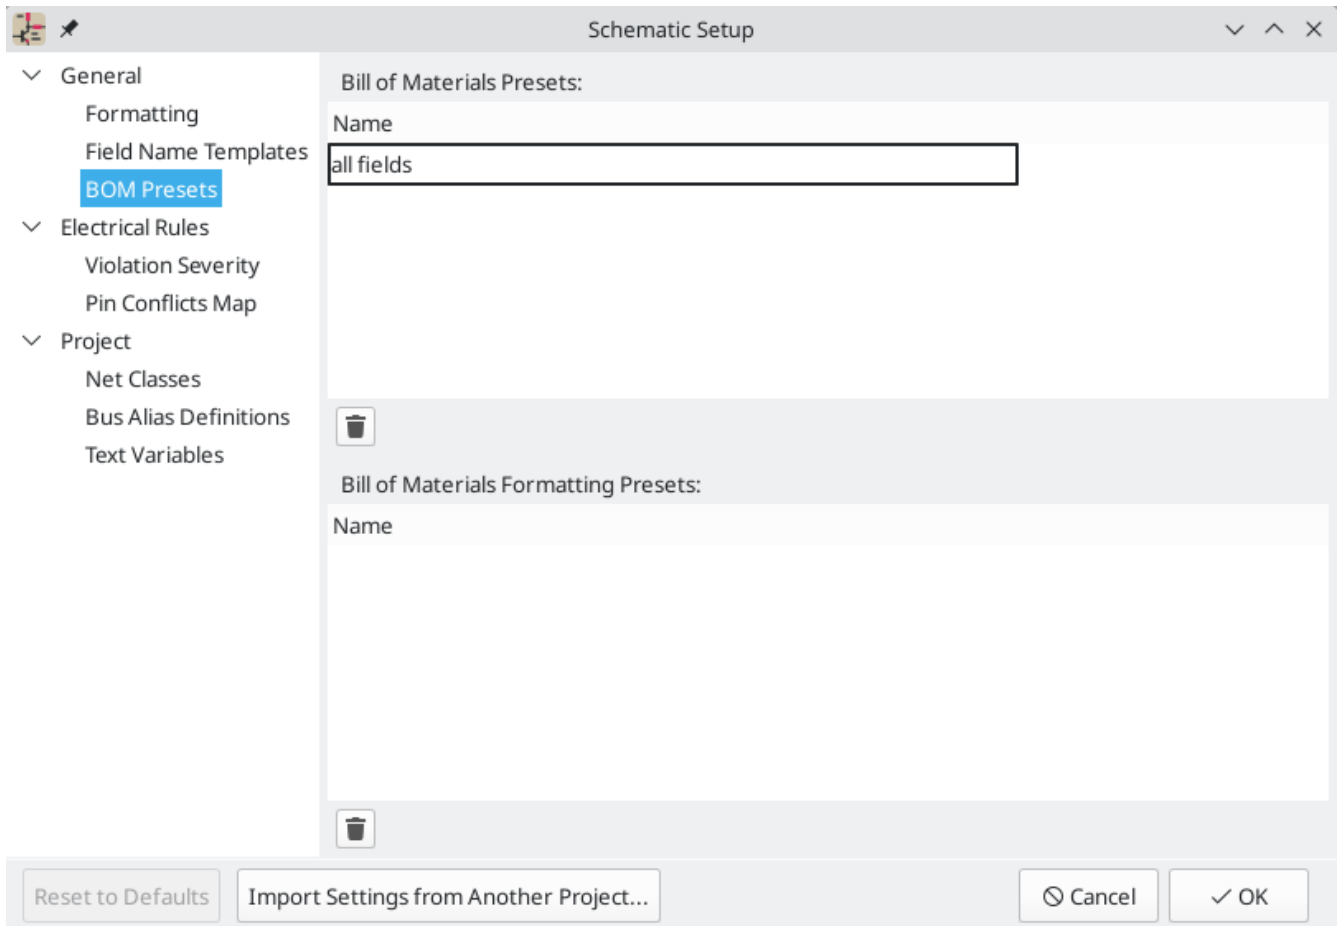 Schematic Setup
General
Formatting
Field Name Templates
BOM Presets
Electrical Rules
Violation Severity
Pin Conflicts Map
Project
Net Classes
Bus Alias Definitions
Text Variables
Bill of Materials Presets:
Name
all fields
Bill of Materials Formatting Presets:
Name
Reset to Defaults
Import Settings from Another Project...
Cancel
OK